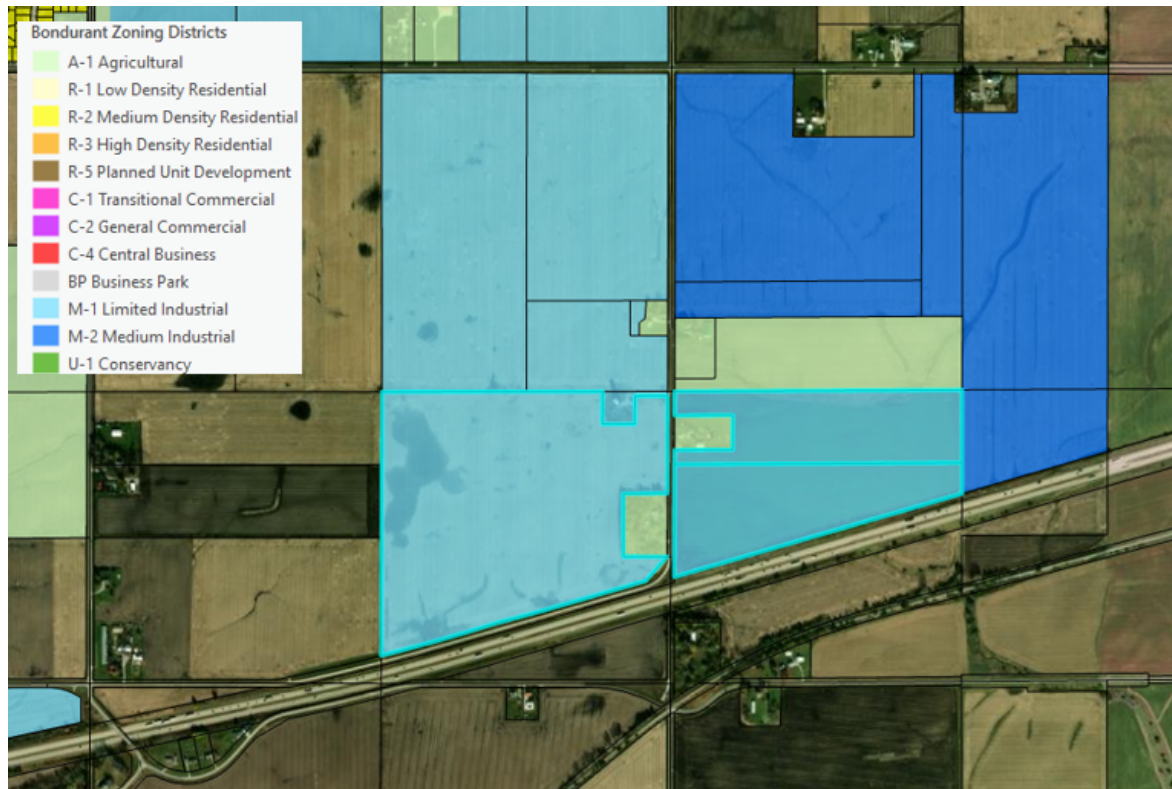 Bondurant Zoning Districts
A-1 Agricultural
R-1 Low Density Residential
R-2 Medium Density Residential
R-3 High Density Residential
R-5 Planned Unit Development
C-1 Transitional Commercial
C-2 General Commercial
C-4 Central Business
BP Business Park
M-1 Limited Industrial
M-2 Medium Industrial
U-1 Conservancy